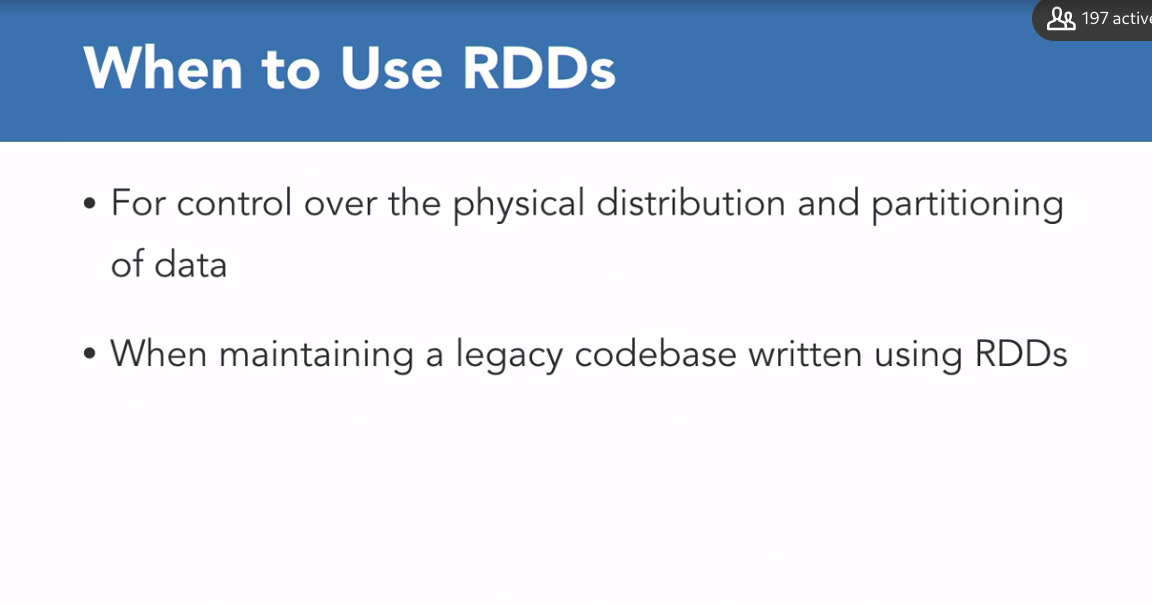 197 active
When to Use RDDs
• For control over the physical distribution and partitioning
of data
• When maintaining a legacy codebase written using RDDs